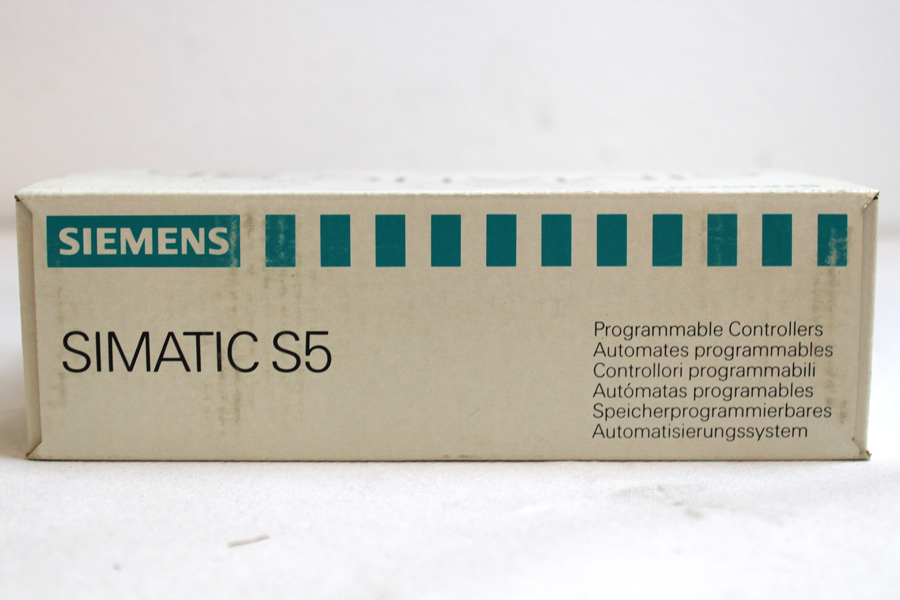 SIEMENS
SIMATIC S5
Programmable Controllers
Automates programmables
Controllori programmabili
Autómatas programables
Speicherprogrammierbares
Automatisierungssystem